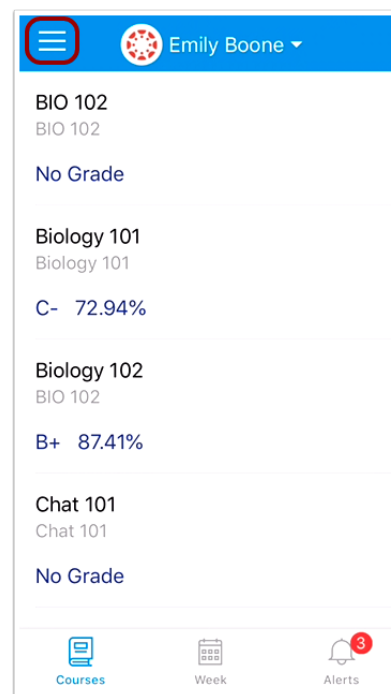 Emily Boone
BIO 102
BIO 102
No Grade
Biology 101
Biology 101
C- 72.94%
Biology 102
BIO 102
B+ 87.41%
Chat 101
Chat 101
No Grade
3
Courses Week Alerts